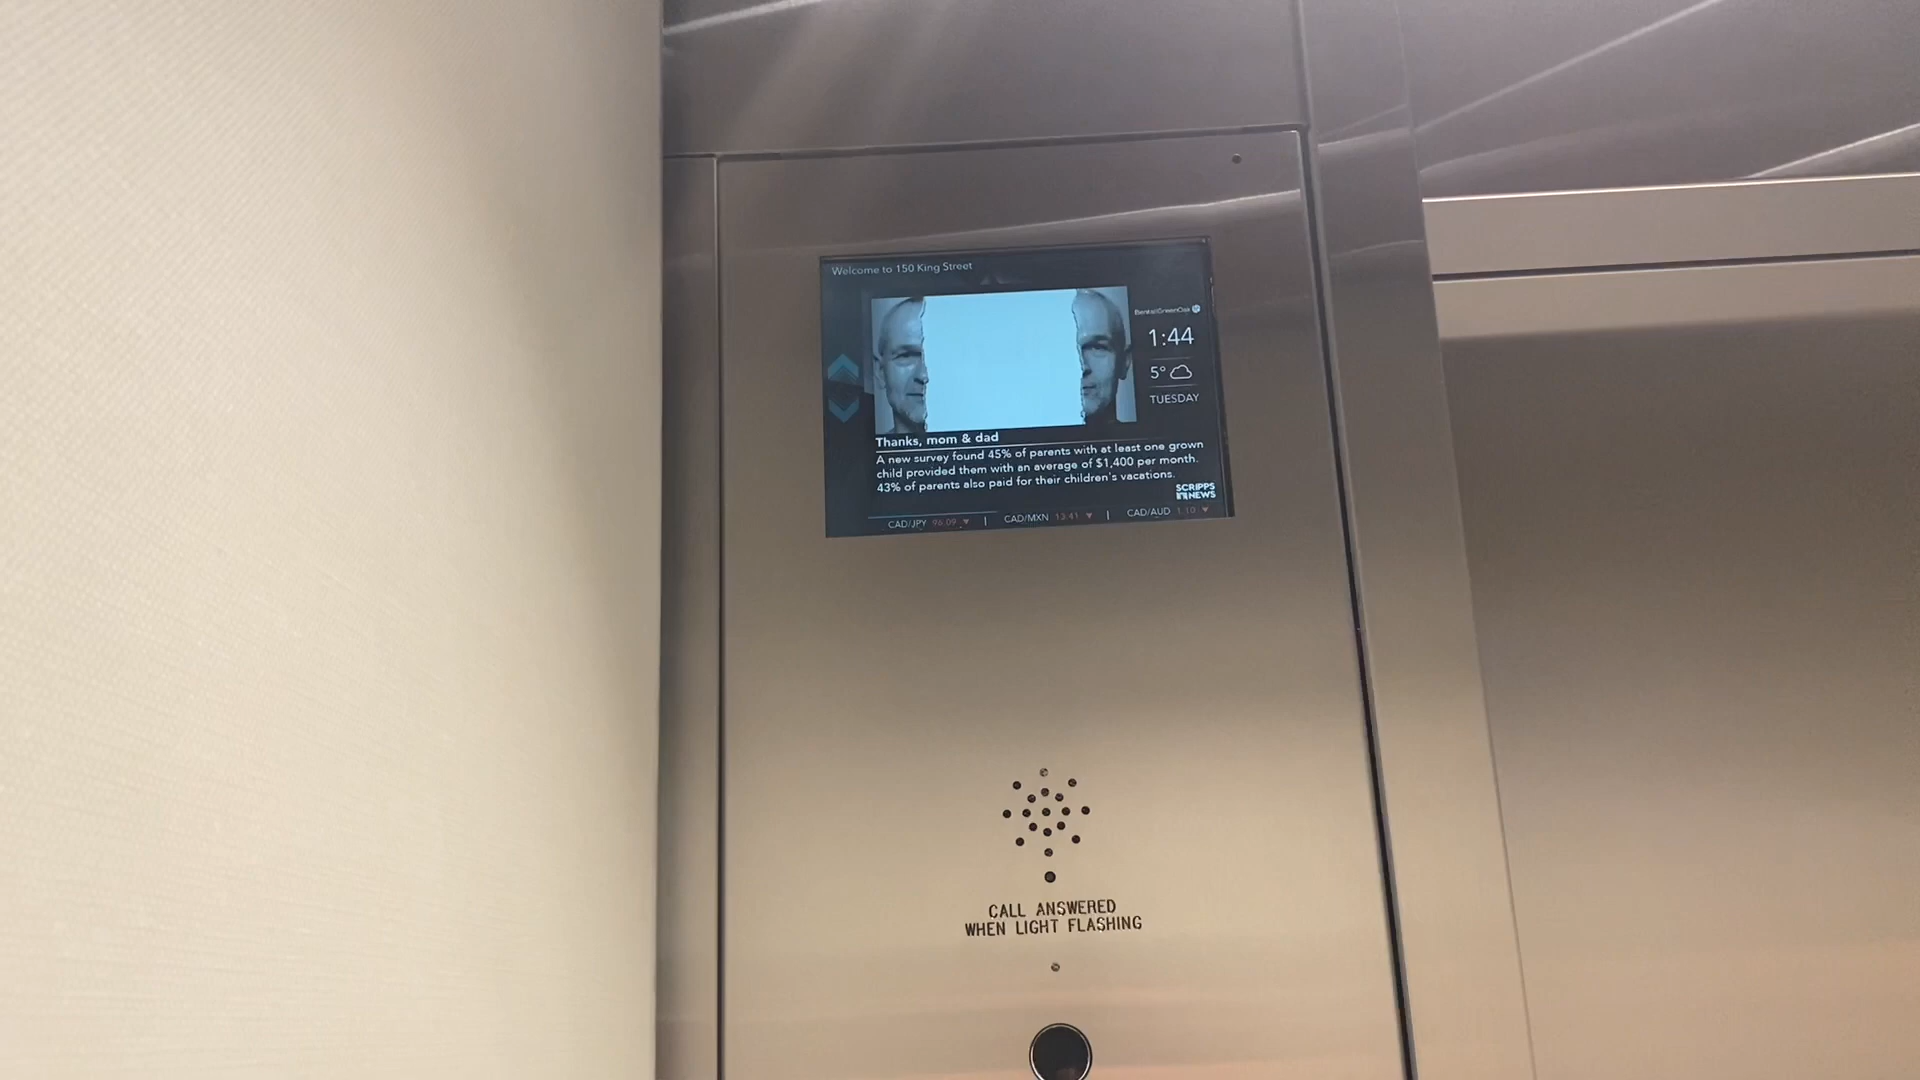 Welcome to 150 King Street
BentallGreenOak
1:44
5°
TUESDAY
Thanks, mom & dad
A new survey found 45% of parents with at least one grown
child provided them with an average of $1,400 per month.
43% of parents also paid for their children's vacations.
SCRIPPS
NEWS
CAD/JPY 96.09 ▼ | CAD/MXN 13.41 ▼ | CAD/AUD 1.10 ▼
CALL ANSWERED
WHEN LIGHT FLASHING